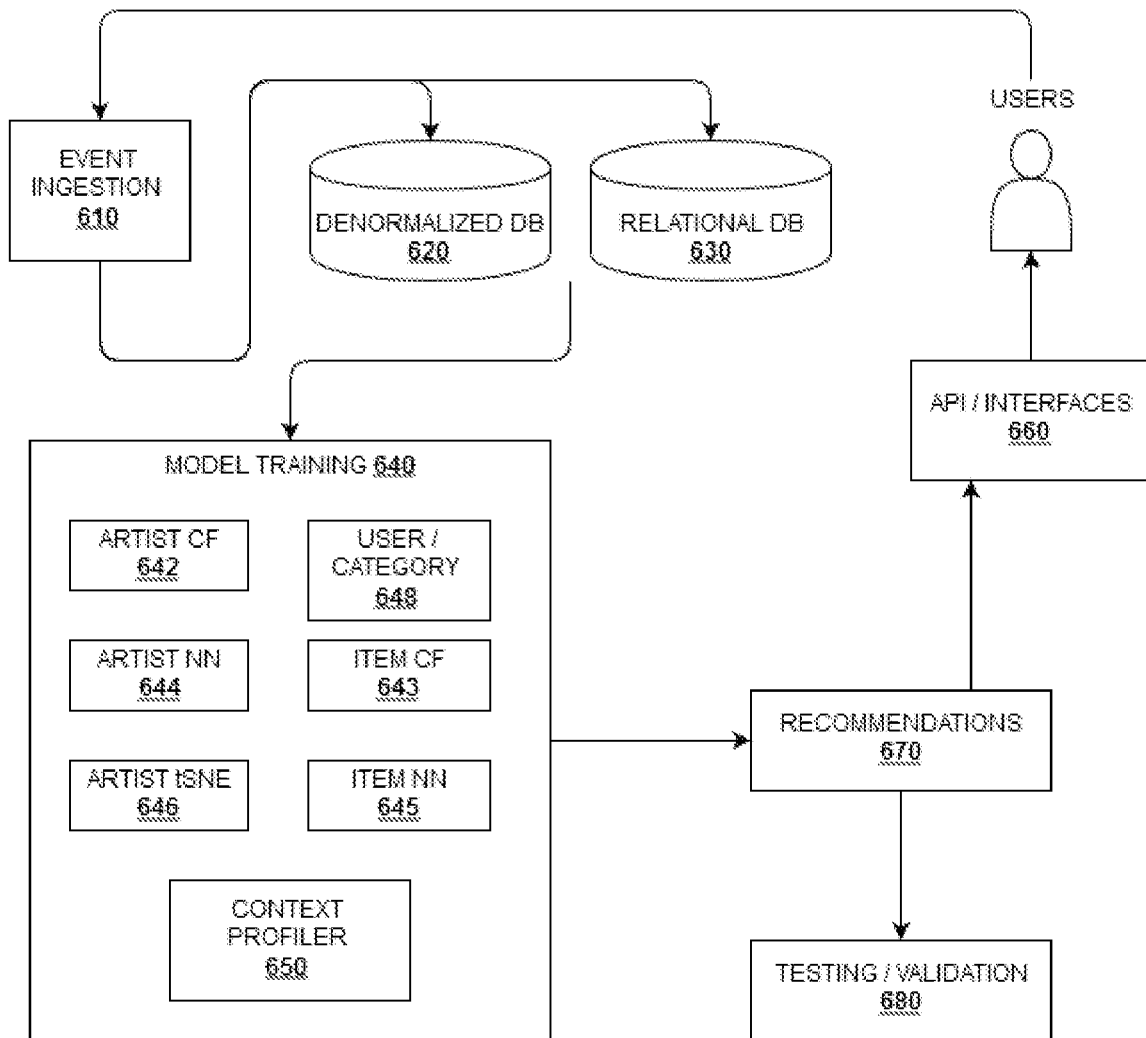 USERS
EVENT
INGESTION
610
DENORMALIZED DB
620
RELATIONAL DB
630
API / INTERFACES
660
MODEL TRAINING 640
ARTIST CF
642
USER /
CATEGORY
648
ARTIST NN
644
ITEM CF
643
ARTIST tSNE
646
ITEM NN
645
CONTEXT
PROFILER
650
RECOMMENDATIONS
670
TESTING / VALIDATION
680